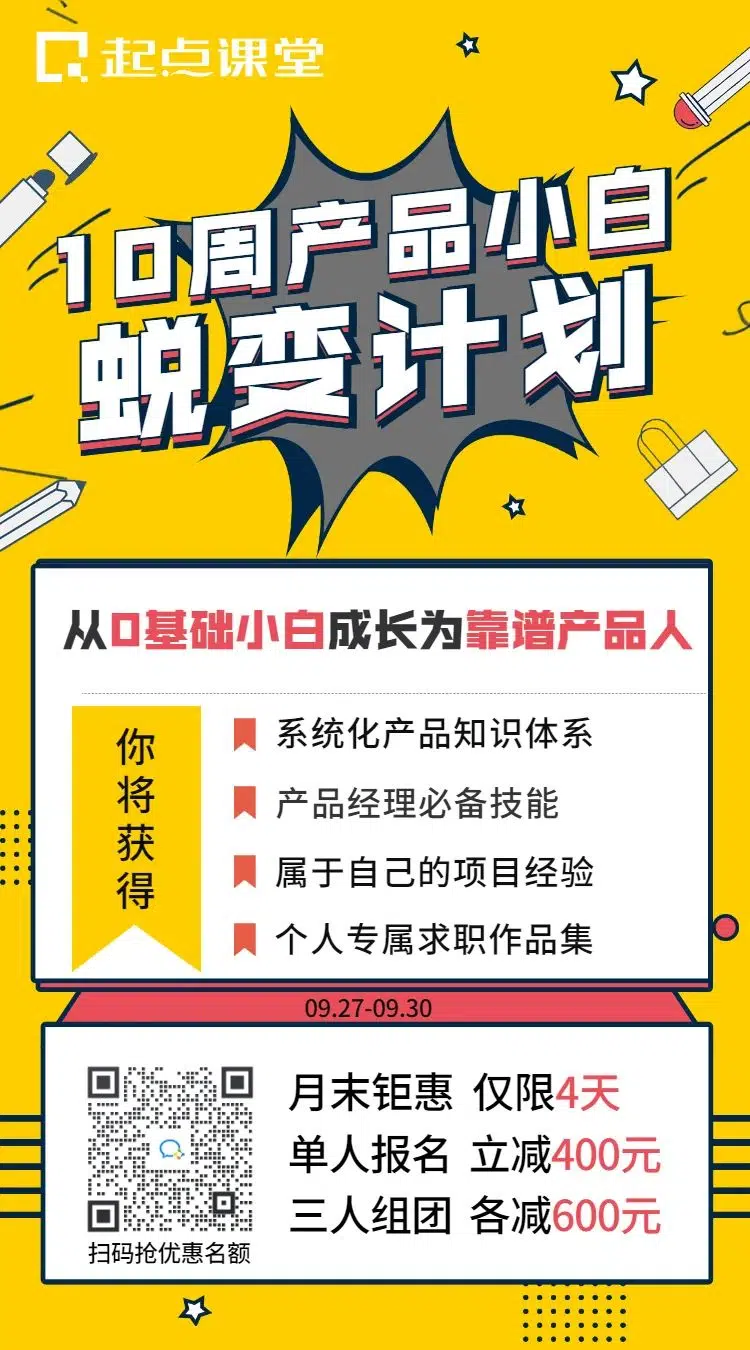 起点课堂
10周产品小白
蜕变计划
从0基础小白成长为靠谱产品人
你将获得
系统化产品知识体系
产品经理必备技能
属于自己的项目经验
个人专属求职作品集
09.27-09.30
月末钜惠 仅限4天
单人报名 立减400元
三人组团 各减600元
扫码抢优惠名额